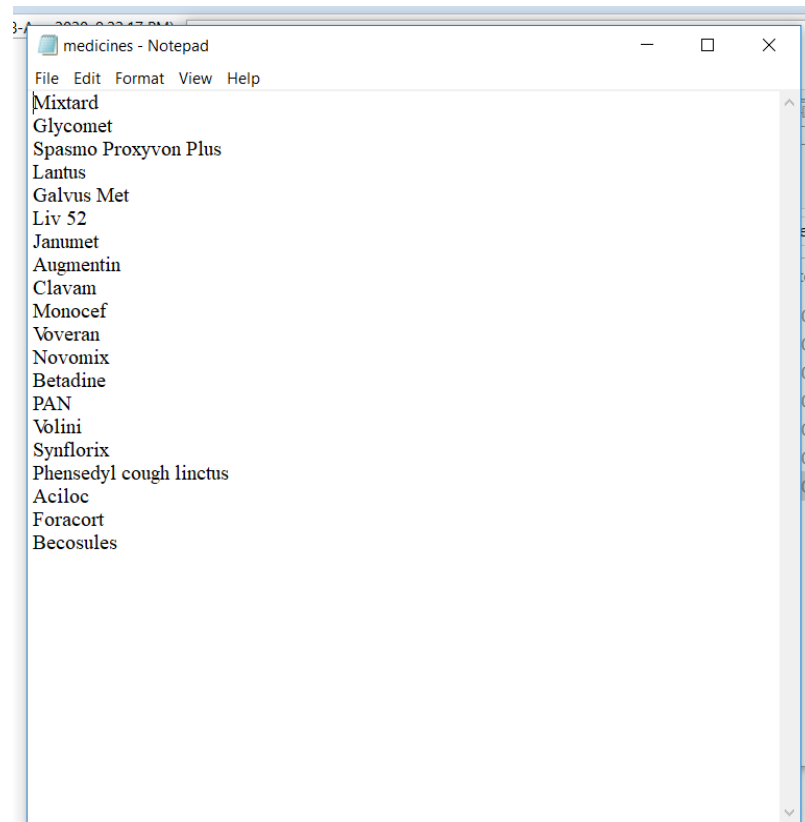 medicines - Notepad
File Edit Format View Help
Mixtard
Glycomet
Spasmo Proxyvon Plus
Lantus
Galvus Met
Liv 52
Janumet
Augmentin
Clavam
Monocef
Voveran
Novomix
Betadine
PAN
Volini
Synflorix
Phensedyl cough linctus
Aciloc
Foracort
Becosules